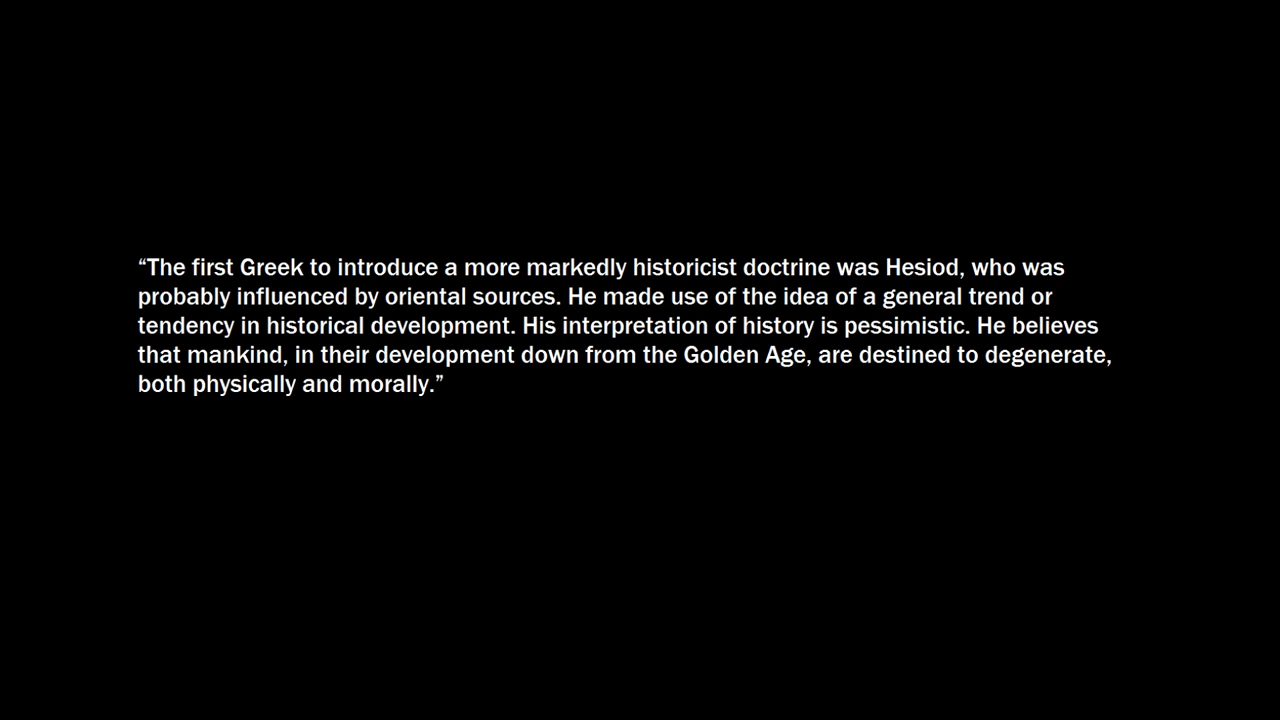 “The first Greek to introduce a more markedly historicist doctrine was Hesiod, who was
probably influenced by oriental sources. He made use of the idea of a general trend or
tendency in historical development. His interpretation of history is pessimistic. He believes
that mankind, in their development down from the Golden Age, are destined to degenerate,
both physically and morally.”